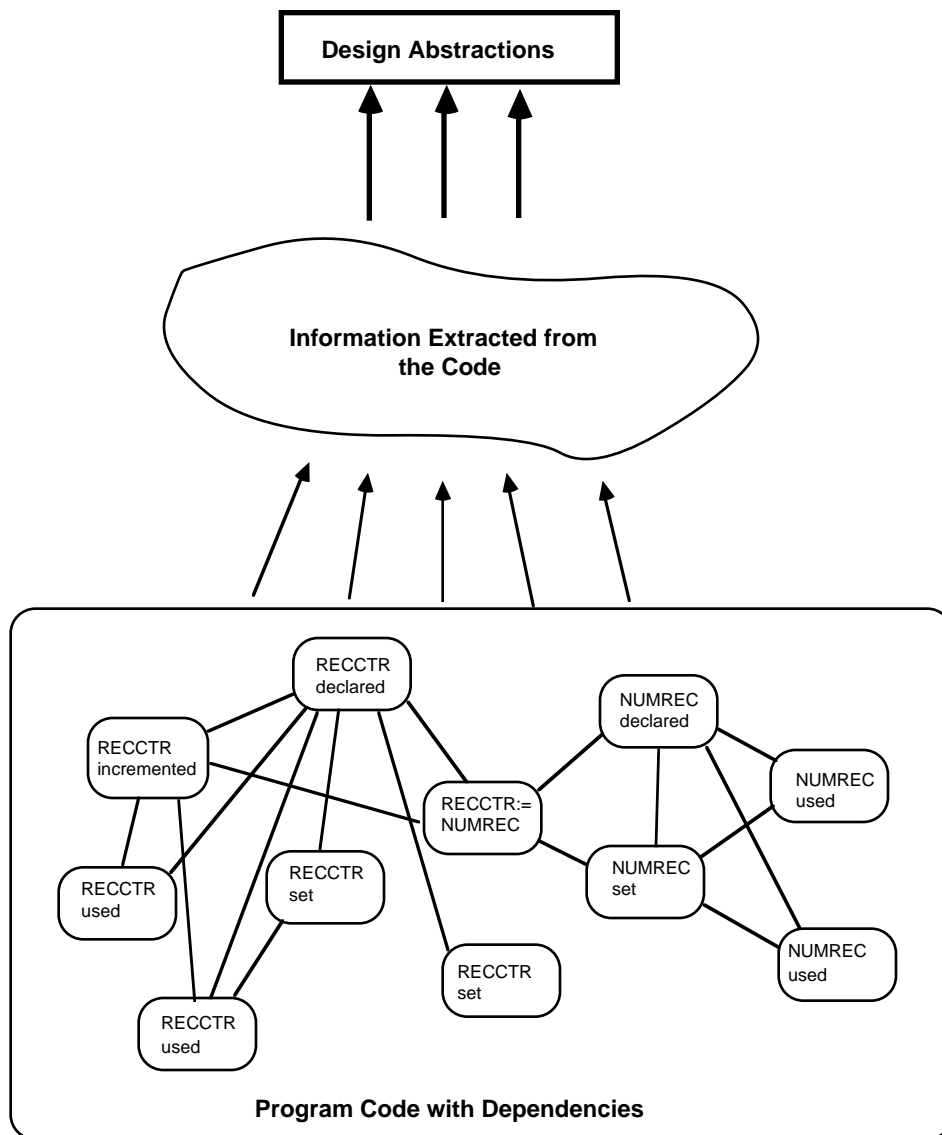 Design Abstractions
Information Extracted from
the Code
RECCTR
declared
NUMREC
declared
RECCTR
incremented
NUMREC
used
RECCTR:=
NUMREC
RECCTR
used
RECCTR
set
NUMREC
set
RECCTR
set
NUMREC
used
RECCTR
used
Program Code with Dependencies